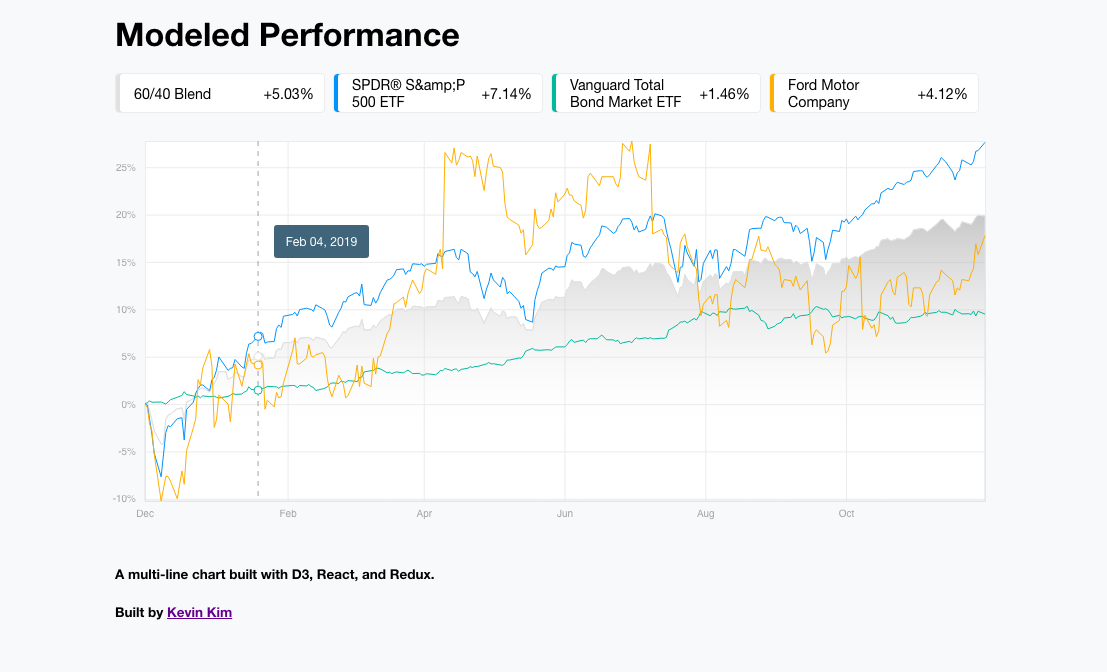 Modeled Performance
60/40 Blend
+5.03%
SPDR® S&amp;P
500 ETF
+7.14%
Vanguard Total
Bond Market ETF
+1.46%
Ford Motor
Company
+4.12%
25%
20%
15%
10%
5%
0%
-5%
-10%
Feb 04, 2019
Dec
Feb
Apr
Jun
Aug
Oct
A multi-line chart built with D3, React, and Redux.
Built by Kevin Kim